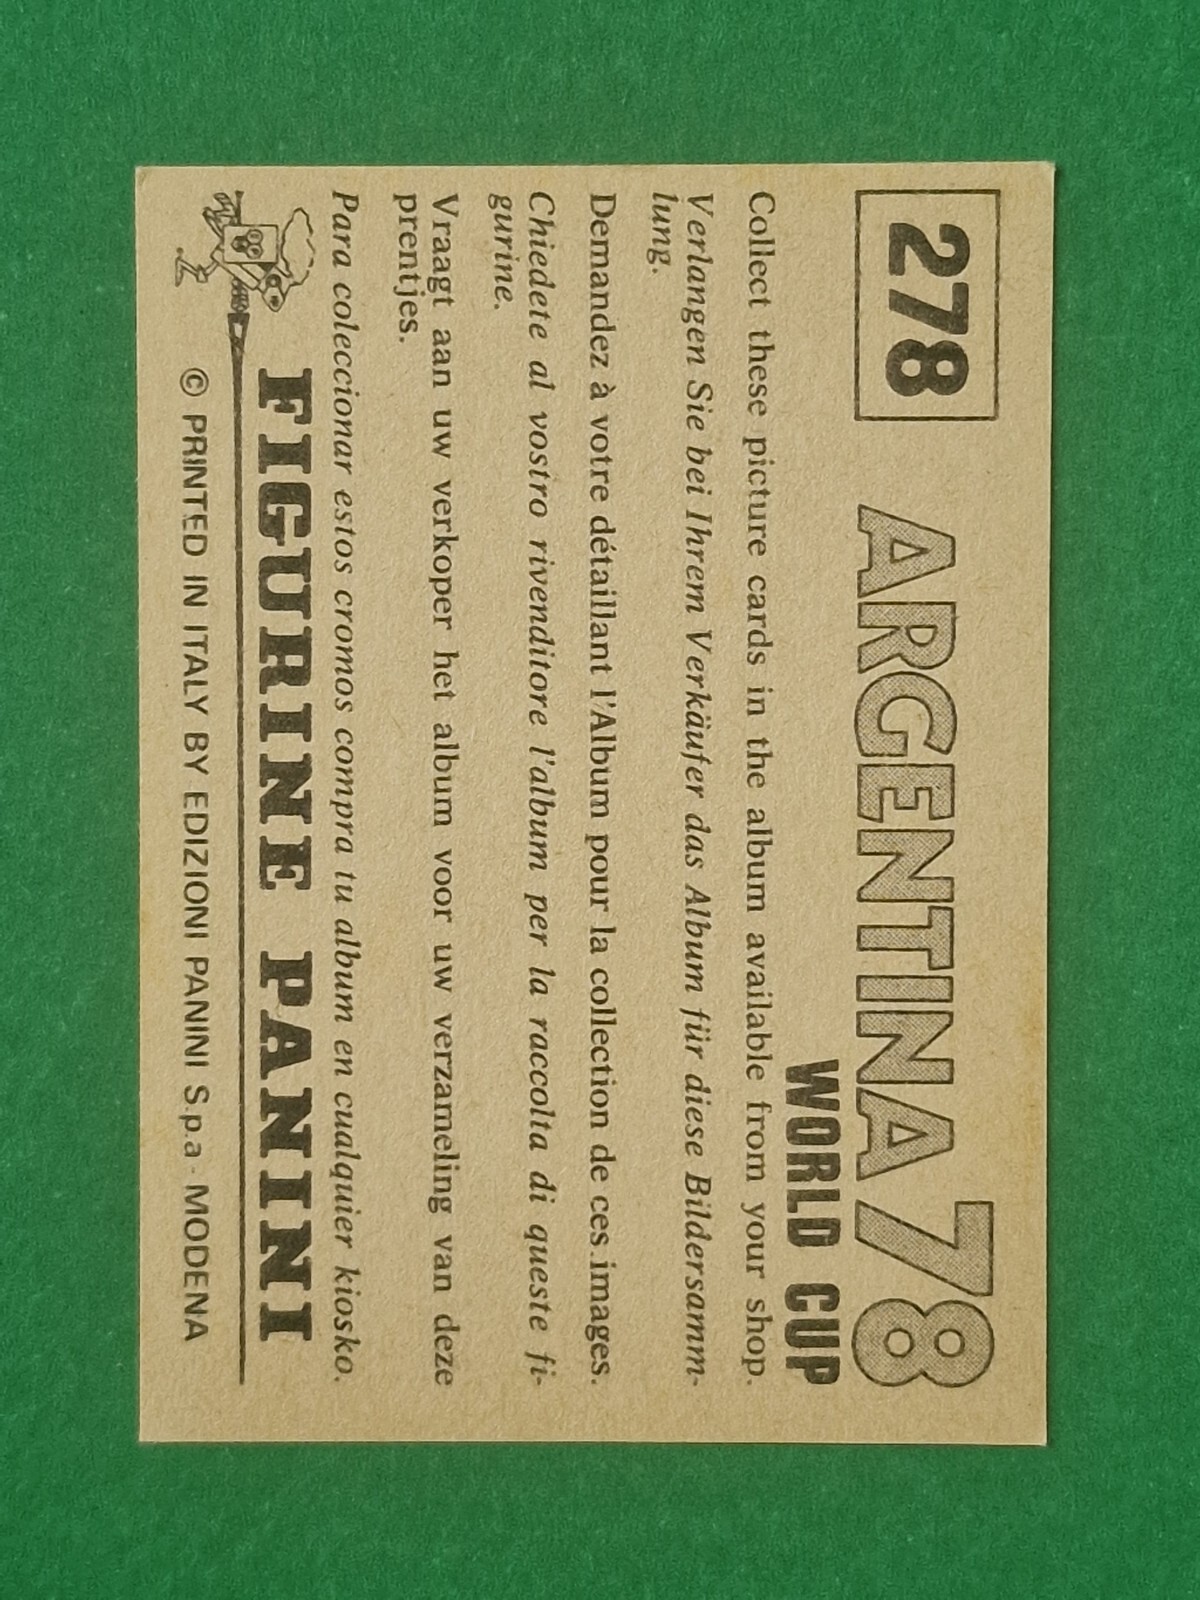 278
ARGENTINA 78
WORLD CUP
Collect these picture cards in the album available from your shop.
Verlangen Sie bei Ihrem Verkäufer das Album für diese Bildersamm-
lung.
Demandez à votre détaillant l'Album pour la collection de ces images.
Chiedete al vostro rivenditore l'album per la raccolta di queste fi-
gurine.
Vraagt aan uw verkoper het album voor uw verzameling van deze
prentjes.
Para coleccionar estos cromos compra tu album en cualquier kiosko.
FIGURINE PANINI
© PRINTED IN ITALY BY EDIZIONI PANINI S.p.a - MODENA